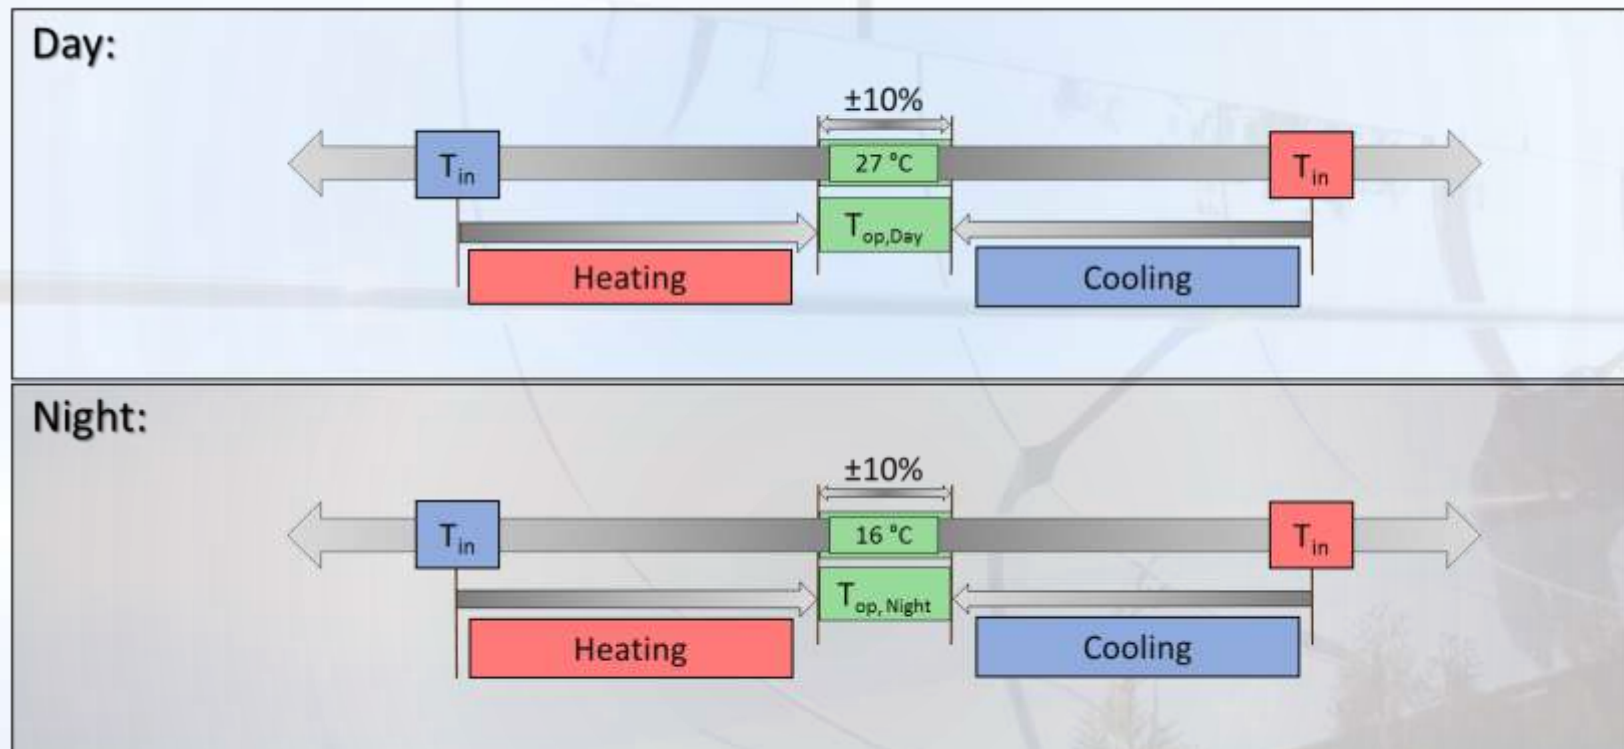 Day:
±10%
T_in
27 °C
T_in
T_op,Day
Heating
Cooling
Night:
±10%
T_in
16 °C
T_in
T_op, Night
Heating
Cooling